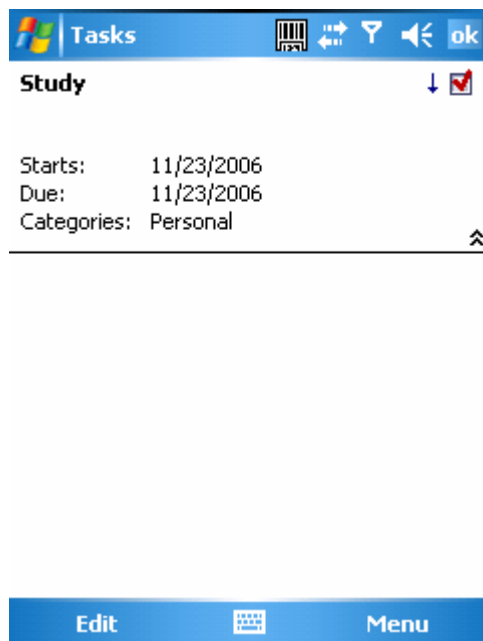 Tasks ok
Study
Starts: 11/23/2006
Due: 11/23/2006
Categories: Personal
Edit Menu